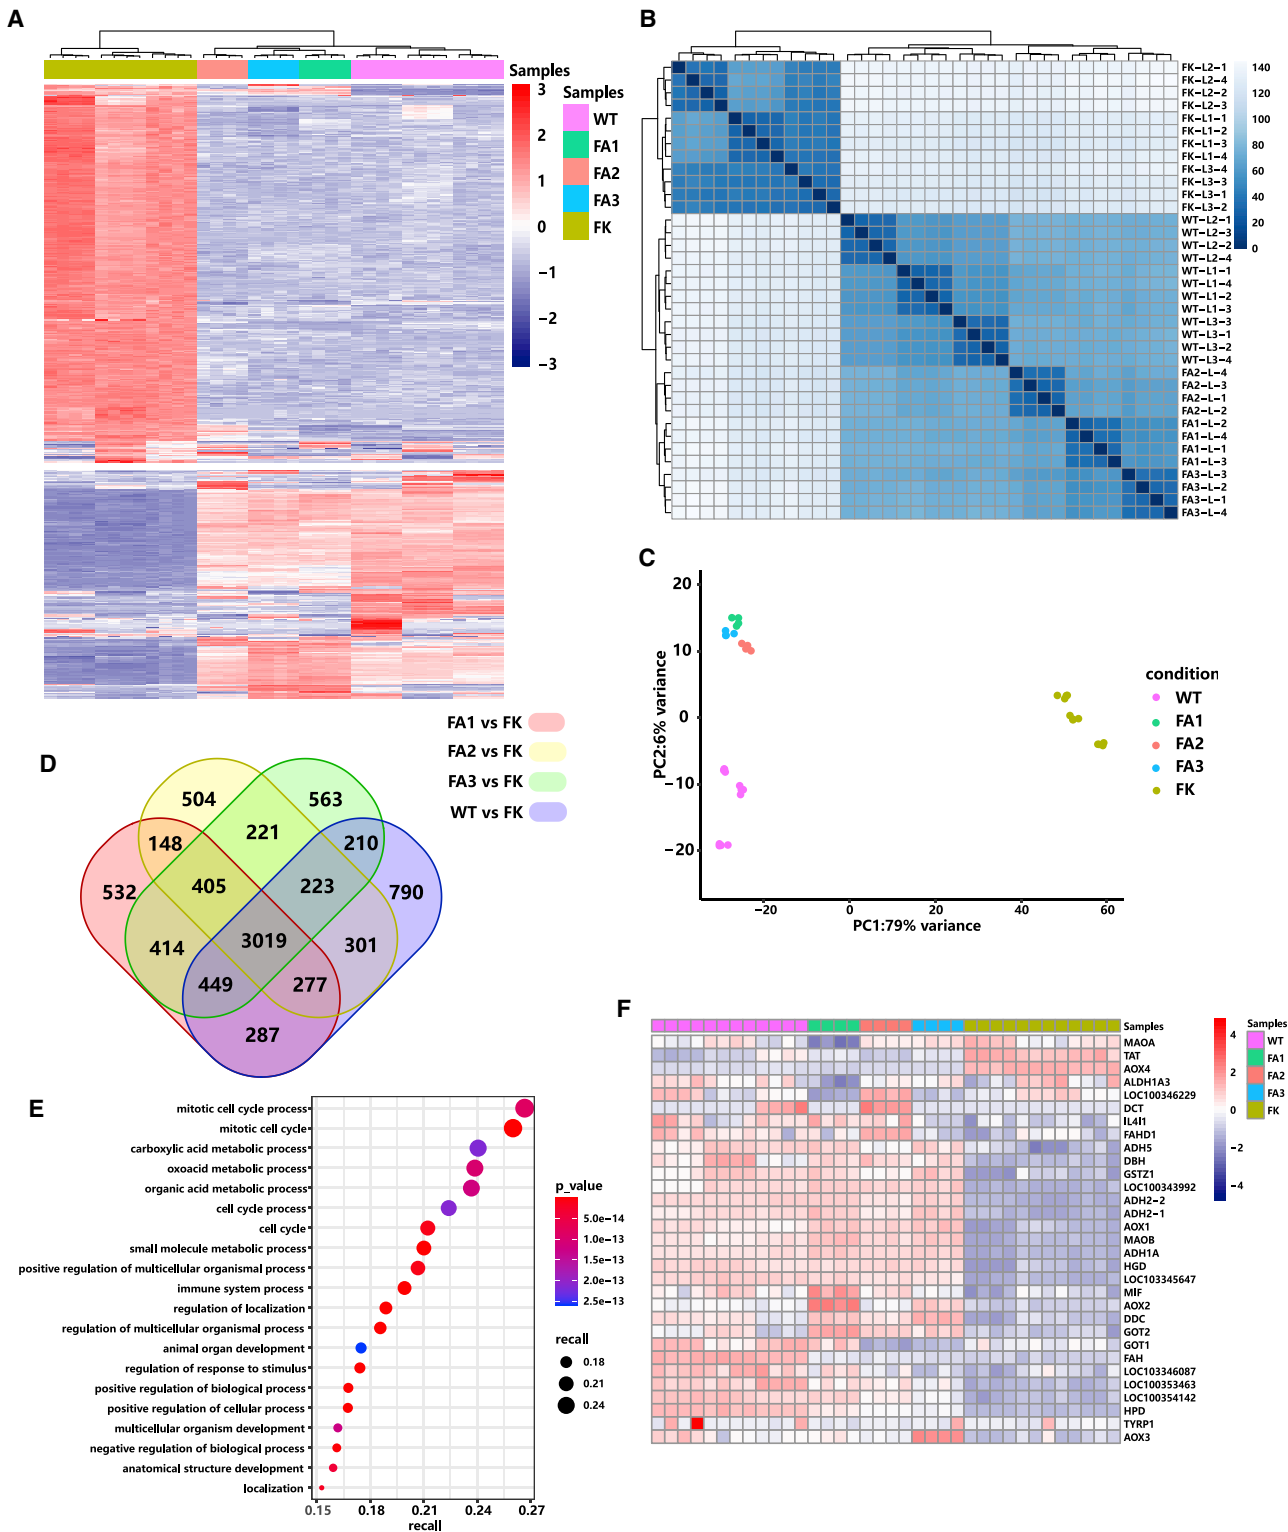 A
Samples
3
2
1
0
−1
−2
−3
Samples
WT
FA1
FA2
FA3
FK
B
FK−L2−1
FK−L2−4
FK−L2−2
FK−L2−3
FK−L1−1
FK−L1−2
FK−L1−3
FK−L1−4
FK−L3−4
FK−L3−3
FK−L3−1
FK−L3−2
WT−L2−1
WT−L2−3
WT−L2−2
WT−L2−4
WT−L1−1
WT−L1−4
WT−L1−2
WT−L1−3
WT−L3−3
WT−L3−1
WT−L3−2
WT−L3−4
FA2−L−4
FA2−L−3
FA2−L−1
FA2−L−2
FA1−L−2
FA1−L−4
FA1−L−1
FA1−L−3
FA3−L−3
FA3−L−2
FA3−L−1
FA3−L−4
140
120
100
80
60
40
20
0
C
20
10
0
−10
−20
PC2:6% variance
−20 0 20 40 60
PC1:79% variance
condition
WT
FA1
FA2
FA3
FK
D
FA1 vs FK
FA2 vs FK
FA3 vs FK
WT vs FK
504 563
148 221 210
532 405 223 790
414 3019 301
449 277
287
E
mitotic cell cycle process
mitotic cell cycle
carboxylic acid metabolic process
oxoacid metabolic process
organic acid metabolic process
cell cycle process
cell cycle
small molecule metabolic process
positive regulation of multicellular organismal process
immune system process
regulation of localization
regulation of multicellular organismal process
animal organ development
regulation of response to stimulus
positive regulation of biological process
positive regulation of cellular process
multicellular organism development
negative regulation of biological process
anatomical structure development
localization
0.15 0.18 0.21 0.24 0.27
recall
p_value
5.0e−14
1.0e−13
1.5e−13
2.0e−13
2.5e−13
recall
0.18
0.21
0.24
F
Samples
MAOA
TAT
AOX4
ALDH1A3
LOC100346229
DCT
IL4I1
FAHD1
ADH5
DBH
GSTZ1
LOC100343992
ADH2−2
ADH2−1
AOX1
MAOB
ADH1A
HGD
LOC103345647
MIF
AOX2
DDC
GOT2
GOT1
FAH
LOC103346087
LOC100353463
LOC100354142
HPD
TYRP1
AOX3
4
2
0
−2
−4
Samples
WT
FA1
FA2
FA3
FK